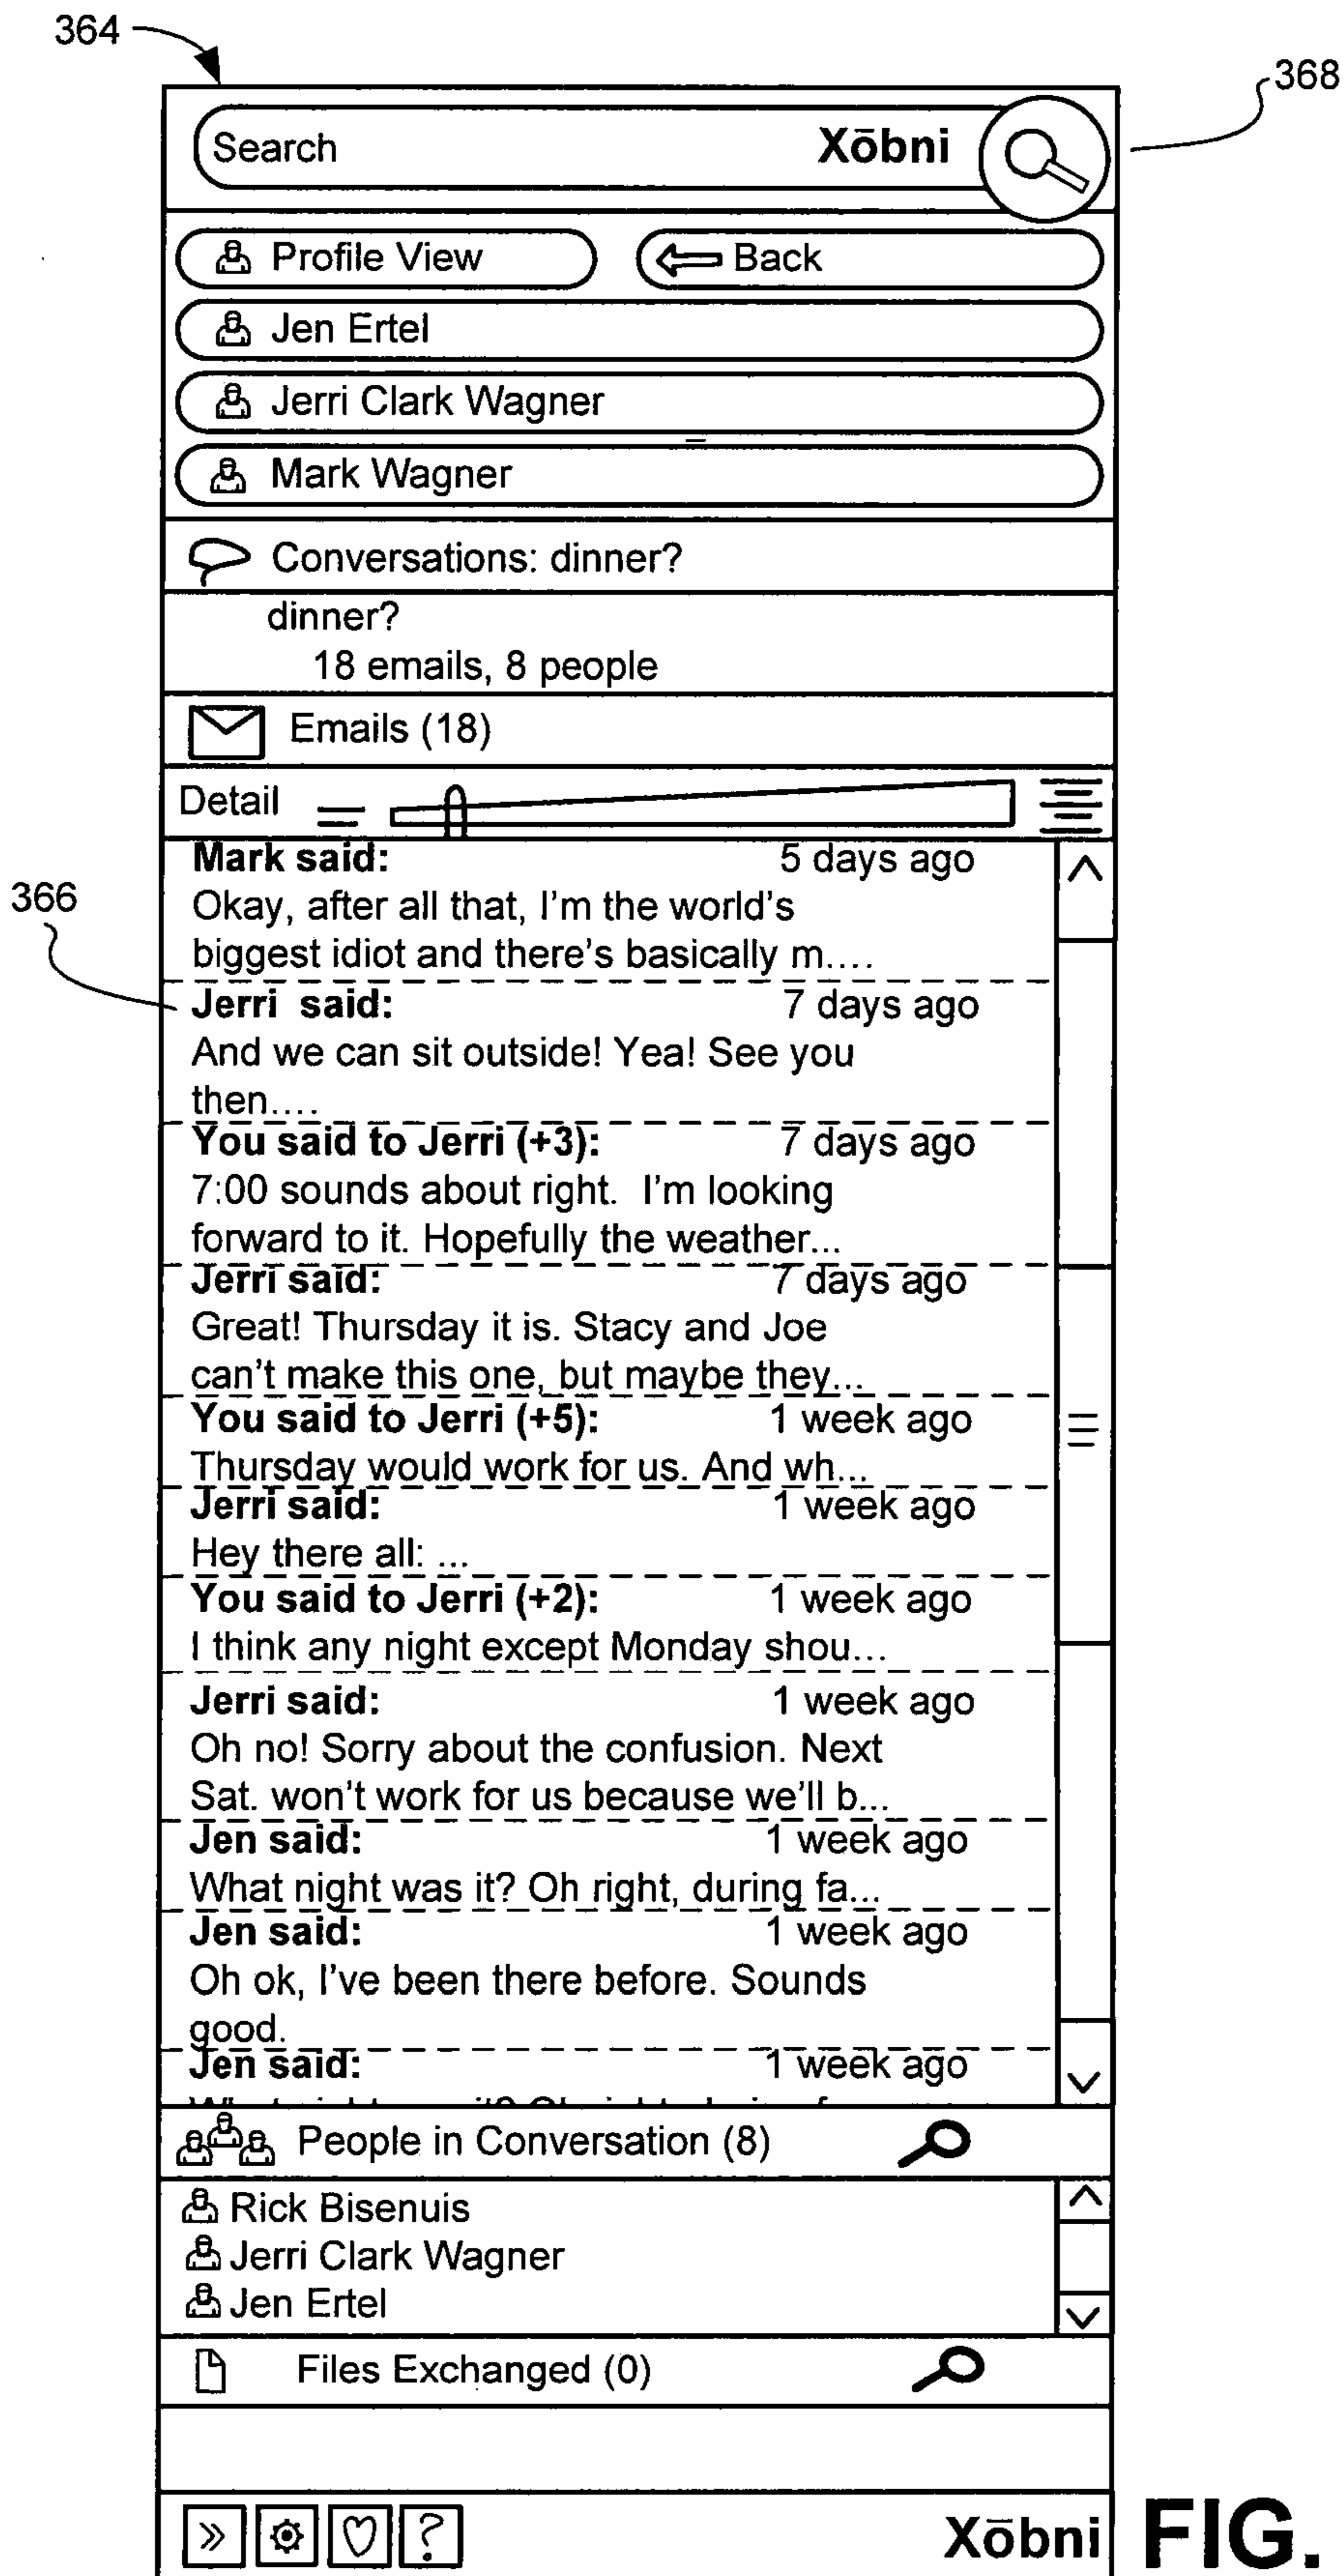 364
368
Search Xōbni
Profile View Back
Jen Ertel
Jerri Clark Wagner
Mark Wagner
Conversations: dinner?
dinner?
18 emails, 8 people
Emails (18)
Detail
366
Mark said: 5 days ago
Okay, after all that, I'm the world's
biggest idiot and there's basically m....
Jerri said: 7 days ago
And we can sit outside! Yea! See you
then....
You said to Jerri (+3): 7 days ago
7:00 sounds about right. I'm looking
forward to it. Hopefully the weather...
Jerri said: 7 days ago
Great! Thursday it is. Stacy and Joe
can't make this one, but maybe they...
You said to Jerri (+5): 1 week ago
Thursday would work for us. And wh...
Jerri said: 1 week ago
Hey there all: ...
You said to Jerri (+2): 1 week ago
I think any night except Monday shou...
Jerri said: 1 week ago
Oh no! Sorry about the confusion. Next
Sat. won't work for us because we'll b...
Jen said: 1 week ago
What night was it? Oh right, during fa...
Jen said: 1 week ago
Oh ok, I've been there before. Sounds
good.
Jen said: 1 week ago
People in Conversation (8)
Rick Bisenuis
Jerri Clark Wagner
Jen Ertel
Files Exchanged (0)
» ? Xōbni
FIG.